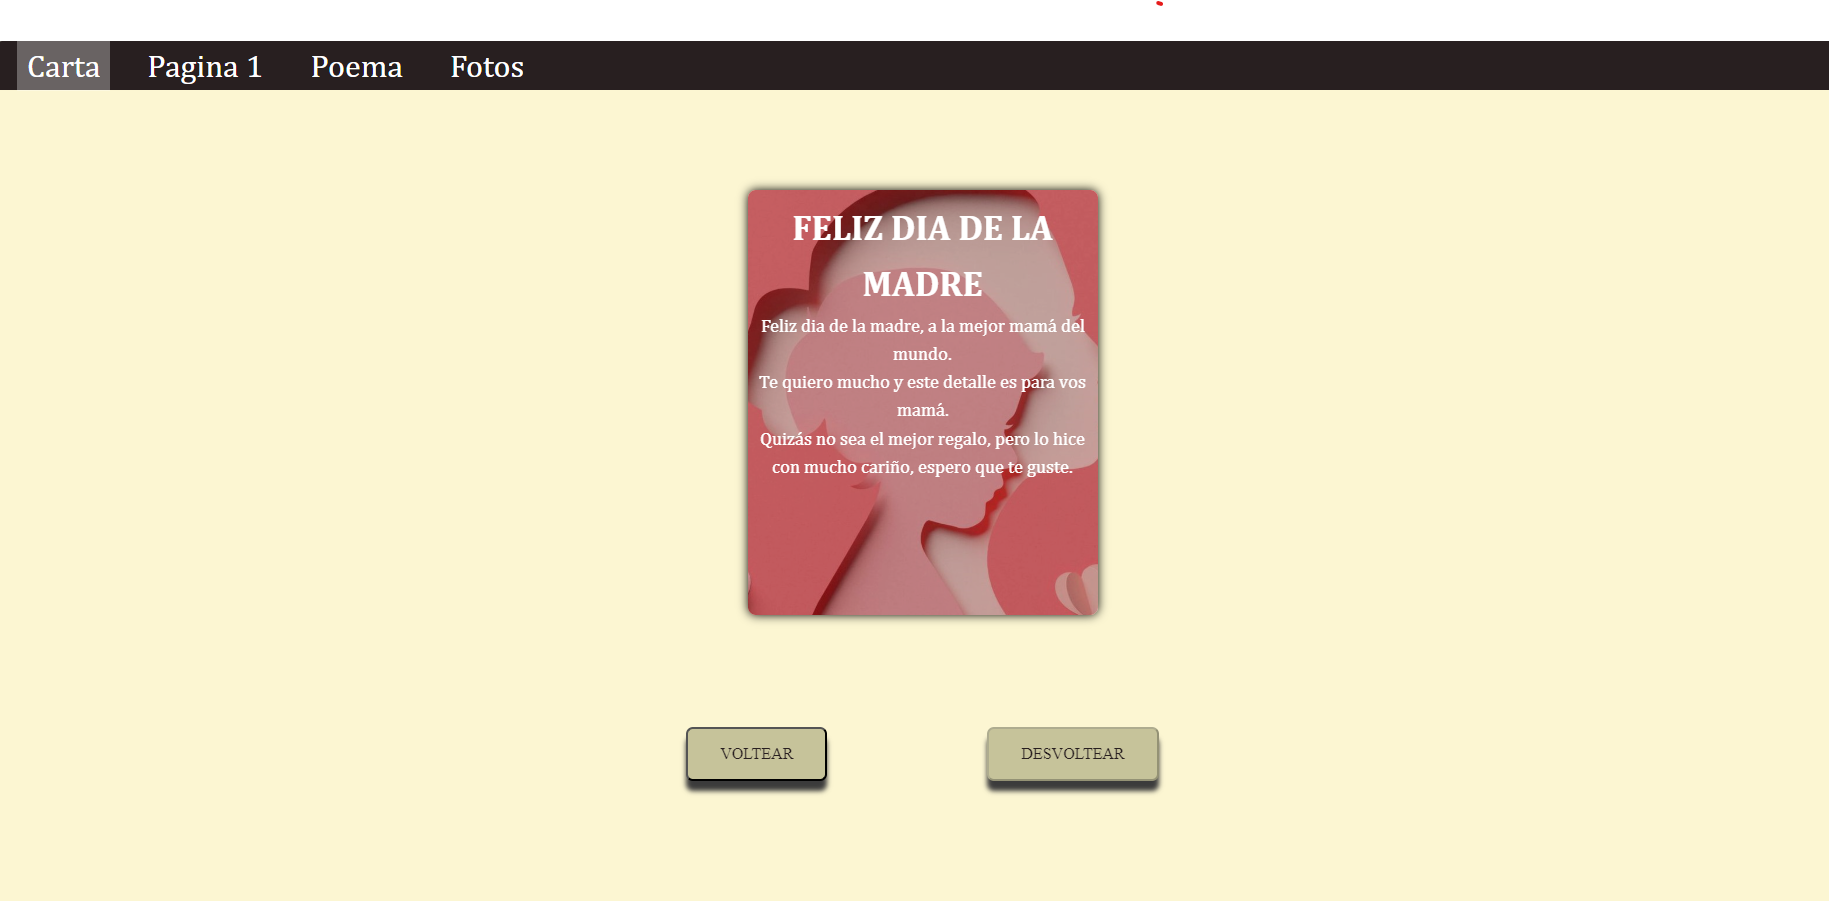 Carta Pagina 1 Poema Fotos
FELIZ DIA DE LA
MADRE
Feliz dia de la madre, a la mejor mamá del
mundo.
Te quiero mucho y este detalle es para vos
mamá.
Quizás no sea el mejor regalo, pero lo hice
con mucho cariño, espero que te guste.
VOLTEAR DESVOLTEAR